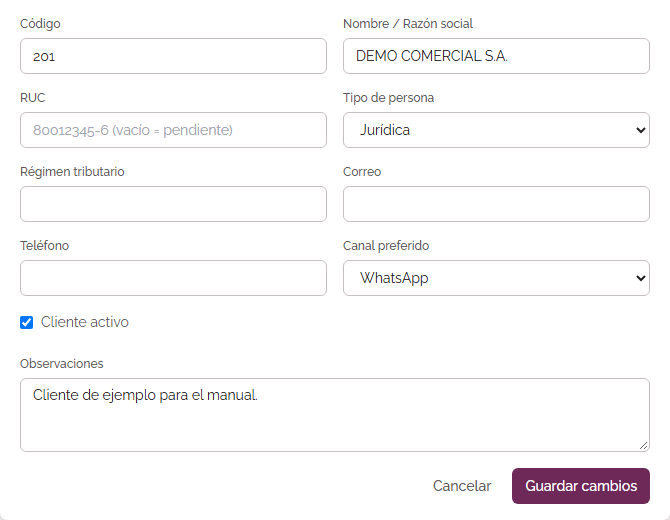 Código
Nombre / Razón social
201
DEMO COMERCIAL S.A.
RUC
Tipo de persona
80012345-6 (vacío = pendiente)
Jurídica
Régimen tributario
Correo
Teléfono
Canal preferido
WhatsApp
Cliente activo
Observaciones
Cliente de ejemplo para el manual.
Cancelar
Guardar cambios